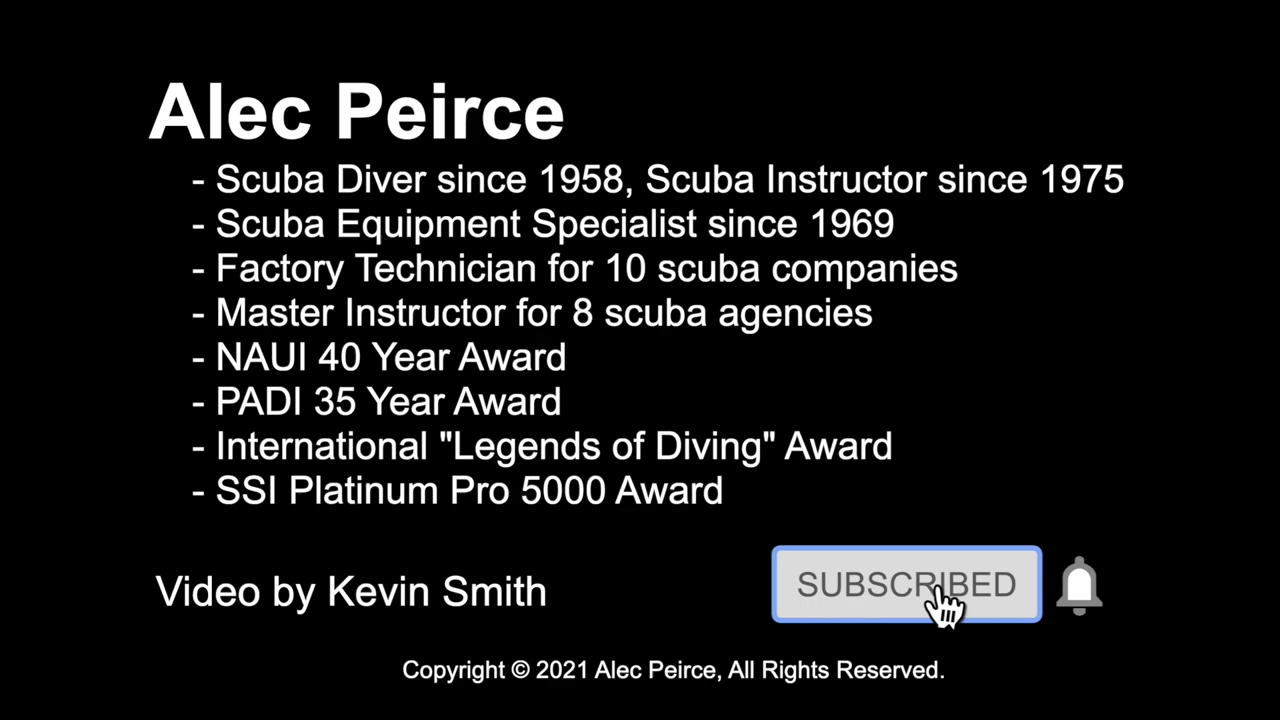 Alec Peirce
- Scuba Diver since 1958, Scuba Instructor since 1975
- Scuba Equipment Specialist since 1969
- Factory Technician for 10 scuba companies
- Master Instructor for 8 scuba agencies
- NAUI 40 Year Award
- PADI 35 Year Award
- International "Legends of Diving" Award
- SSI Platinum Pro 5000 Award
Video by Kevin Smith
SUBSCRIBED
Copyright © 2021 Alec Peirce, All Rights Reserved.